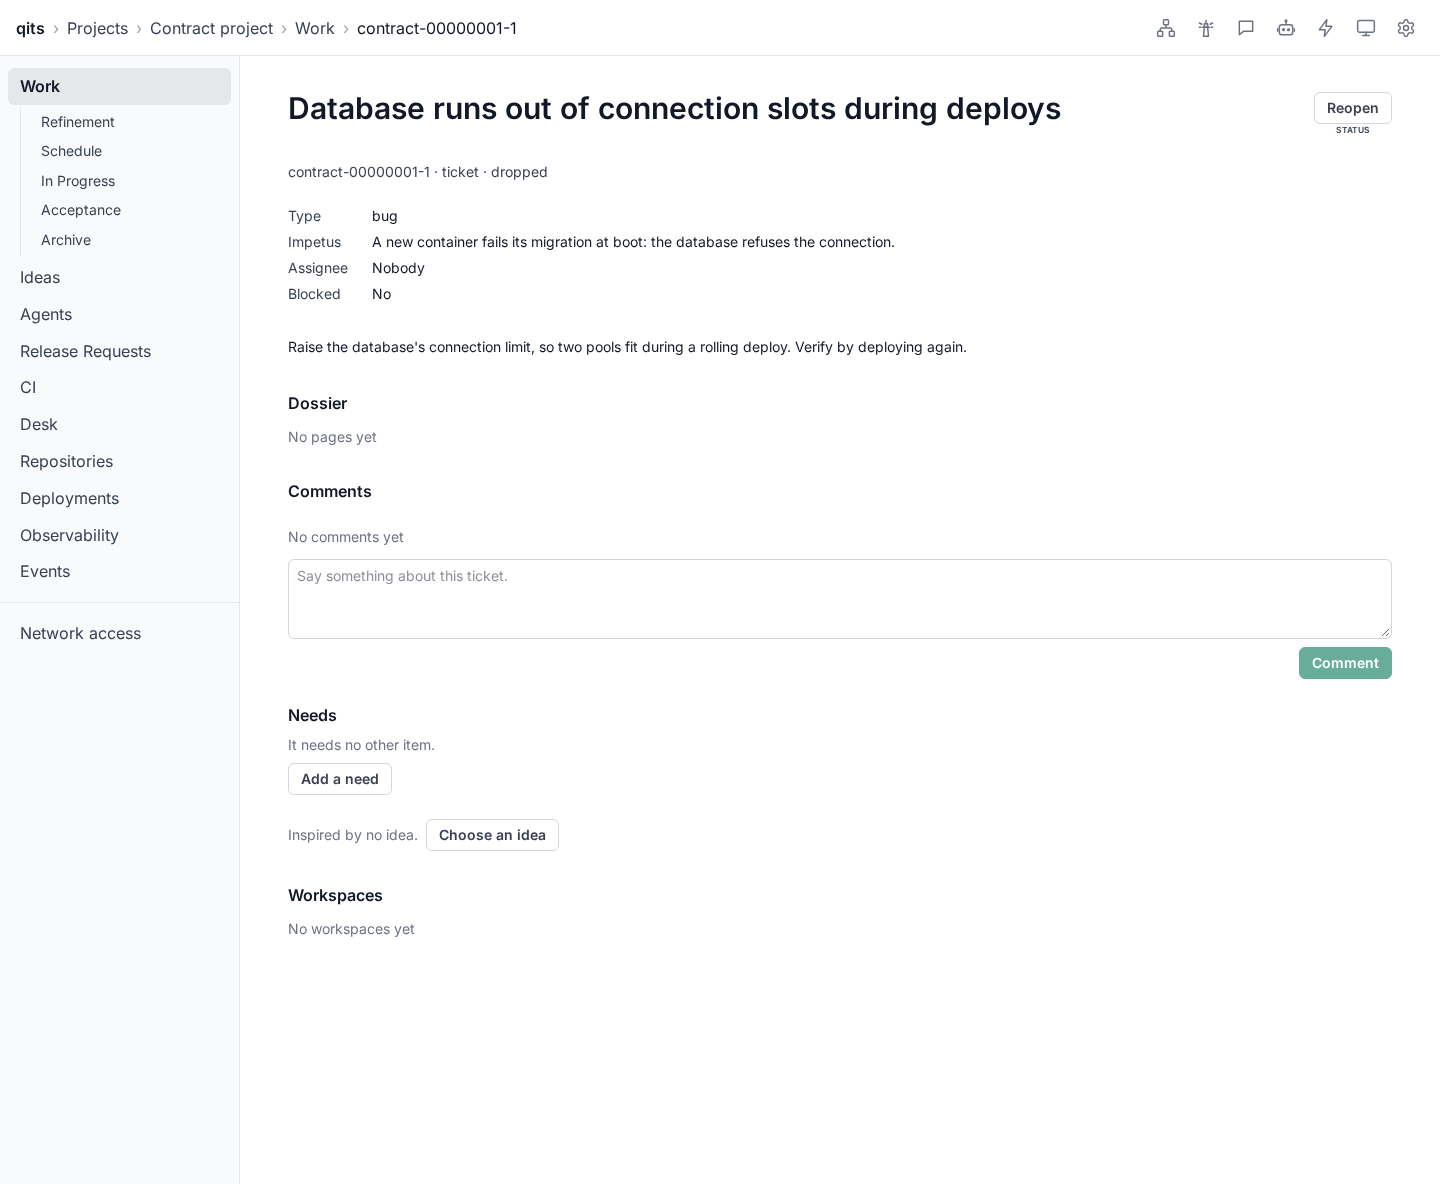 qits › Projects › Contract project › Work › contract-00000001-1
Work
Refinement
Schedule
In Progress
Acceptance
Archive
Ideas
Agents
Release Requests
CI
Desk
Repositories
Deployments
Observability
Events
Network access
Database runs out of connection slots during deploys
Reopen
STATUS
contract-00000001-1 · ticket · dropped
Type bug
Impetus A new container fails its migration at boot: the database refuses the connection.
Assignee Nobody
Blocked No
Raise the database's connection limit, so two pools fit during a rolling deploy. Verify by deploying again.
Dossier
No pages yet
Comments
No comments yet
Say something about this ticket.
Comment
Needs
It needs no other item.
Add a need
Inspired by no idea. Choose an idea
Workspaces
No workspaces yet